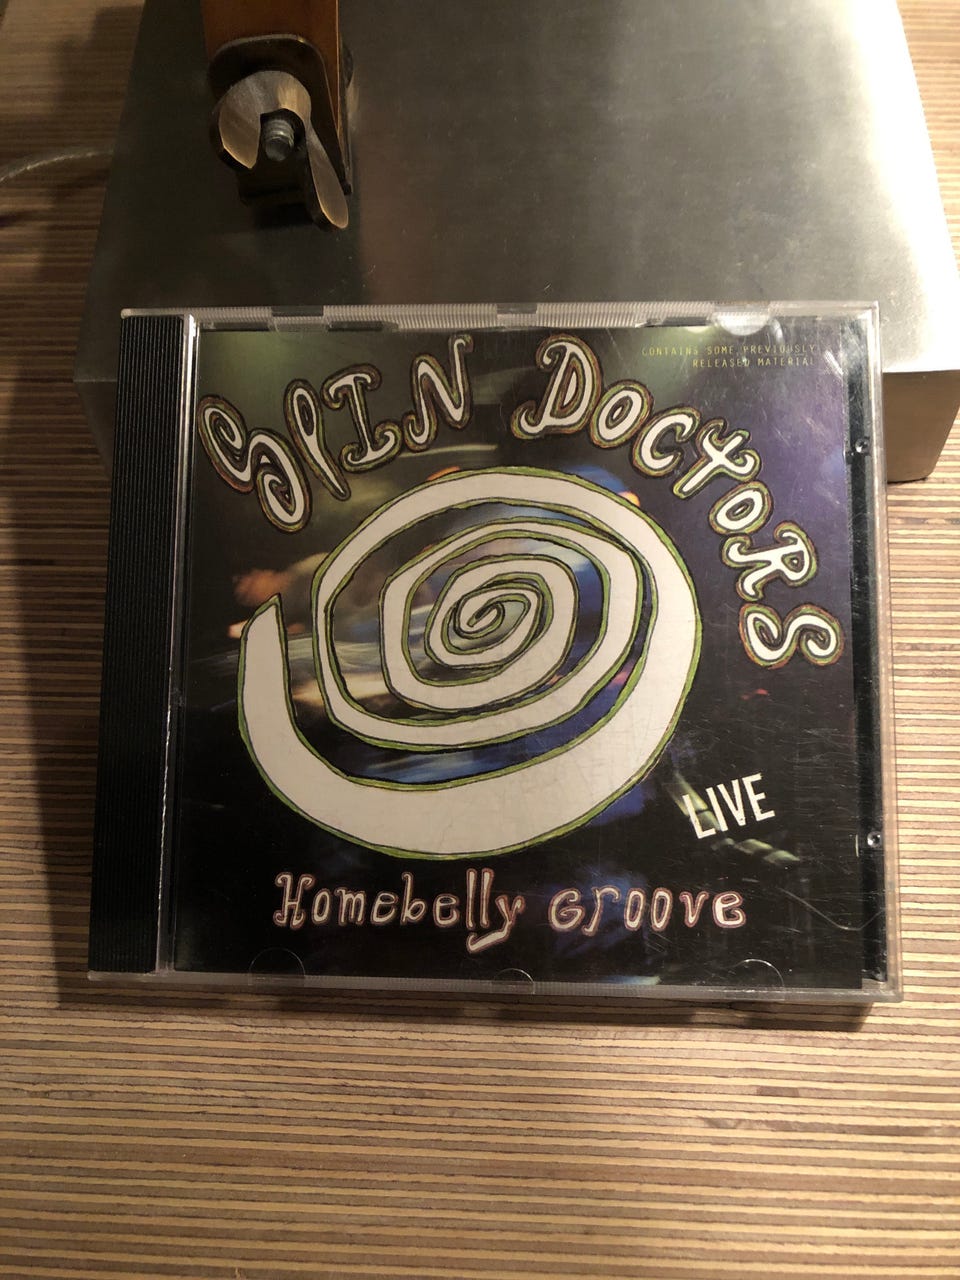 SPIN DOCTORS
CONTAINS SOME PREVIOUSLY
RELEASED MATERIAL
LIVE
Homebelly Groove